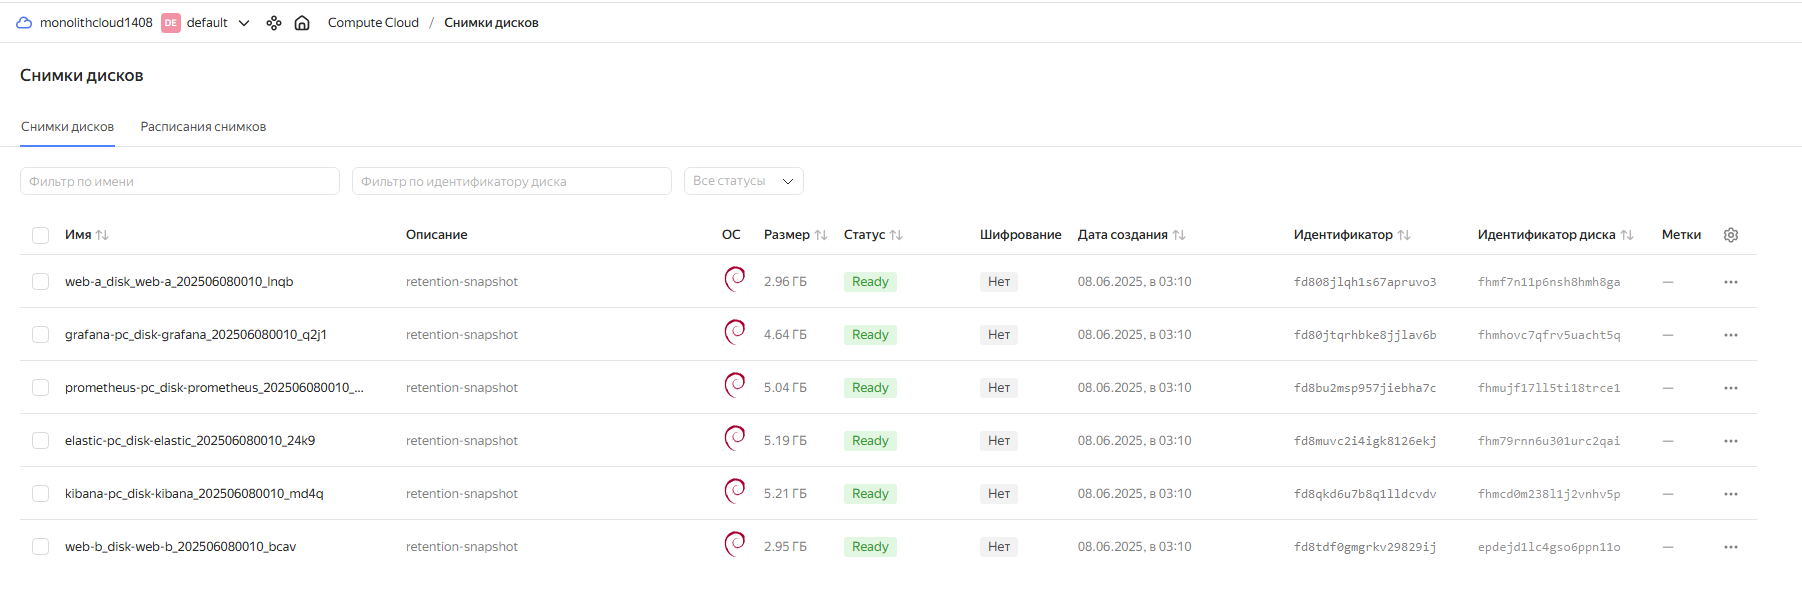 monolithcloud1408 DE default Compute Cloud / Снимки дисков
Снимки дисков
Снимки дисков Расписания снимков
Фильтр по имени Фильтр по идентификатору диска Все статусы
Имя Описание ОС Размер Статус Шифрование Дата создания Идентификатор Идентификатор диска Метки
web-a_disk_web-a_202506080010_lnqb retention-snapshot 2.96 ГБ Ready Нет 08.06.2025, в 03:10 fd808jlqh1s67apruvo3 fhmf7n11p6nsh8hmh8ga — ...
grafana-pc_disk-grafana_202506080010_q2j1 retention-snapshot 4.64 ГБ Ready Нет 08.06.2025, в 03:10 fd80jtqrhbke8jjlav6b fhmhovc7qfrv5uacht5q — ...
prometheus-pc_disk-prometheus_202506080010_... retention-snapshot 5.04 ГБ Ready Нет 08.06.2025, в 03:10 fd8bu2msp957jiebha7c fhmujf17ll5ti18trce1 — ...
elastic-pc_disk-elastic_202506080010_24k9 retention-snapshot 5.19 ГБ Ready Нет 08.06.2025, в 03:10 fd8muvc2i4igk8126ekj fhm79rnn6u301urc2qai — ...
kibana-pc_disk-kibana_202506080010_md4q retention-snapshot 5.21 ГБ Ready Нет 08.06.2025, в 03:10 fd8qkd6u7b8q1lldcvdv fhmcd0m238l1j2vnhv5p — ...
web-b_disk-web-b_202506080010_bcav retention-snapshot 2.95 ГБ Ready Нет 08.06.2025, в 03:10 fd8tdf0gmgrkv29829ij epdejd1lc4gso6ppn11o — ...